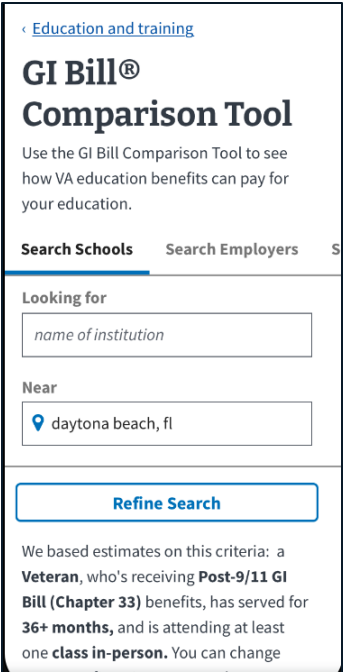 ‹ Education and training
GI Bill®
Comparison Tool
Use the GI Bill Comparison Tool to see
how VA education benefits can pay for
your education.
Search Schools Search Employers S
Looking for
name of institution
Near
daytona beach, fl
Refine Search
We based estimates on this criteria: a
Veteran, who's receiving Post-9/11 GI
Bill (Chapter 33) benefits, has served for
36+ months, and is attending at least
one class in-person. You can change